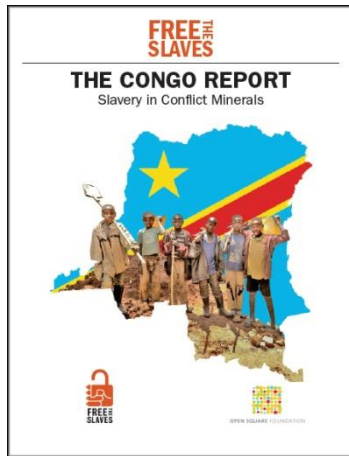 FREE THE
SLAVES
THE CONGO REPORT
Slavery in Conflict Minerals
FREE THE
SLAVES
OPEN SQUARE FOUNDATION